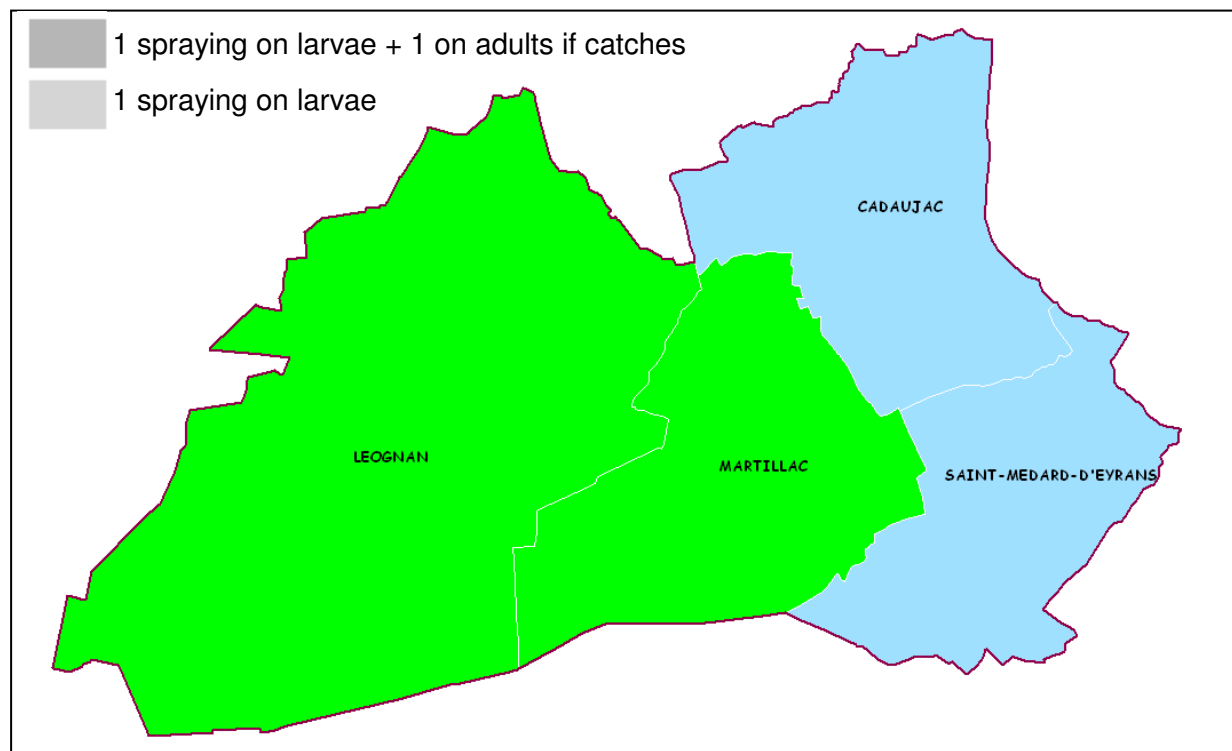 1 spraying on larvae + 1 on adults if catches
1 spraying on larvae
CADAUJAC
LEOGNAN
MARTILLAC
SAINT-MEDARD-D'EYRANS